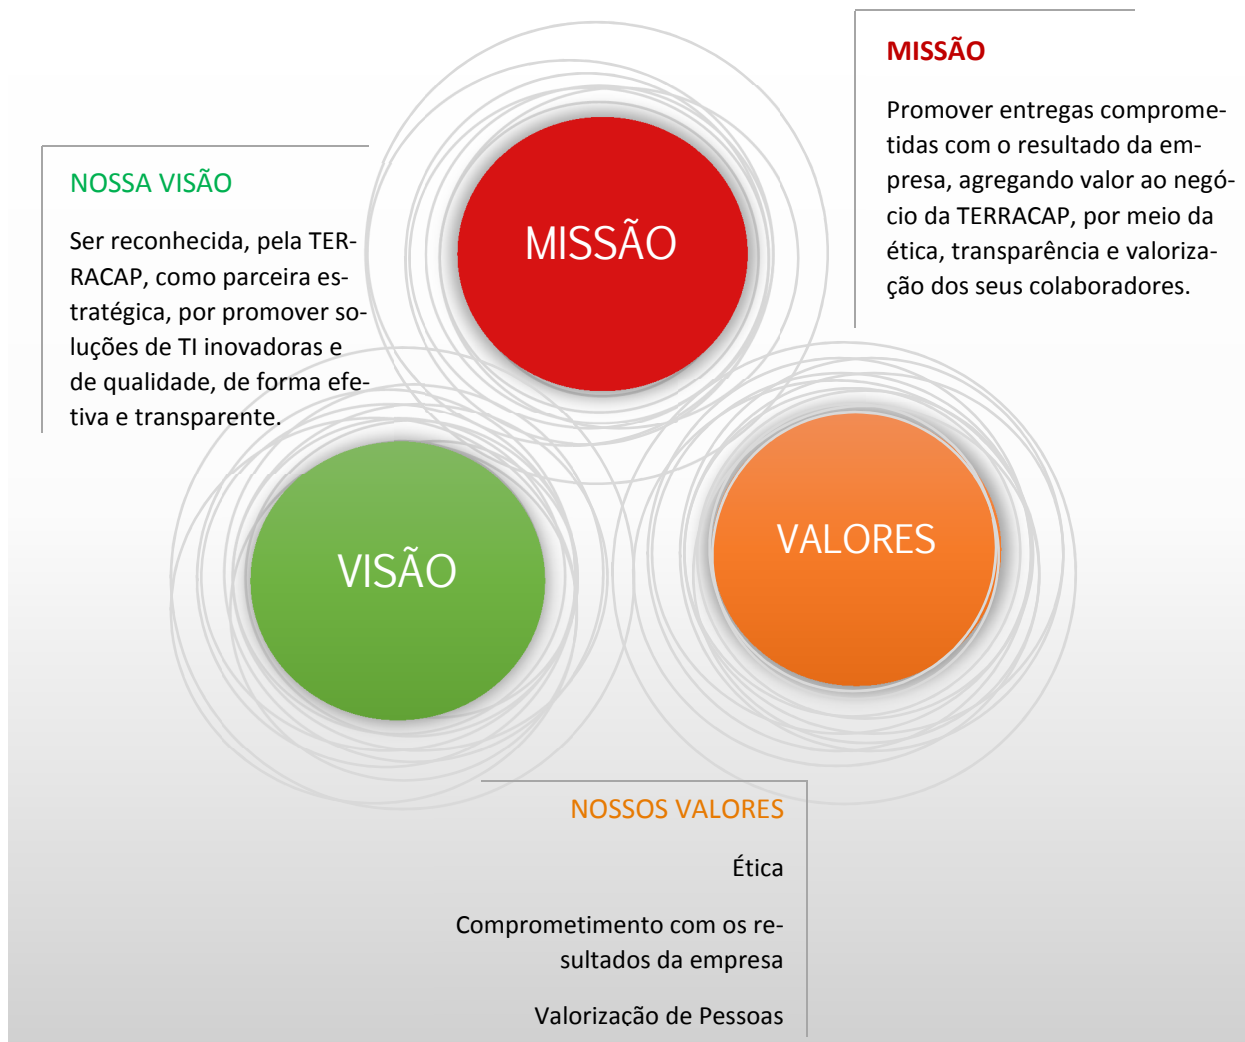 MISSÃO
Promover entregas comprome-
tidas com o resultado da em-
presa, agregando valor ao negó-
cio da TERRACAP, por meio da
ética, transparência e valoriza-
ção dos seus colaboradores.
NOSSA VISÃO
Ser reconhecida, pela TER-
RACAP, como parceira es-
tratégica, por promover so-
luções de TI inovadoras e
de qualidade, de forma efe-
tiva e transparente.
MISSÃO
VISÃO
VALORES
NOSSOS VALORES
Ética
Comprometimento com os re-
sultados da empresa
Valorização de Pessoas